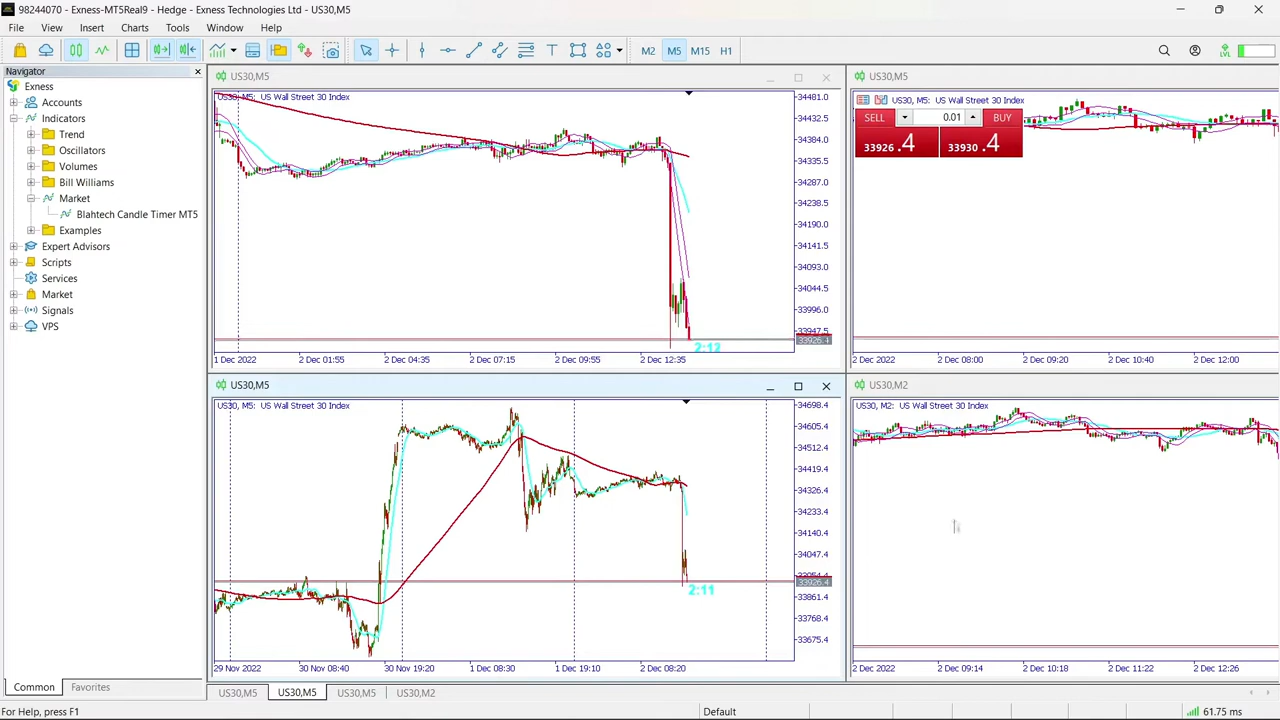 98244070 - Exness-MT5Real9 - Hedge - Exness Technologies Ltd - US30,M5
File View Insert Charts Tools Window Help
M2 M5 M15 H1
LVL
Navigator
Exness
Accounts
Indicators
Trend
Oscillators
Volumes
Bill Williams
Market
Blahtech Candle Timer MT5
Examples
Expert Advisors
Scripts
Services
Market
Signals
VPS
Common Favorites
US30,M5
US30,M5: US Wall Street 30 Index
34481.0
34432.5
34384.0
34335.5
34287.0
34238.5
34190.0
34141.5
34093.0
34044.5
33996.0
33947.5
33926.4
2:12
1 Dec 2022 2 Dec 01:55 2 Dec 04:35 2 Dec 07:15 2 Dec 09:55 2 Dec 12:35
US30,M5
US30, M5: US Wall Street 30 Index
SELL 0.01 BUY
33926.4 33930.4
2 Dec 2022 2 Dec 08:00 2 Dec 09:20 2 Dec 10:40 2 Dec 12:00
US30,M5
US30, M5: US Wall Street 30 Index
34698.4
34605.4
34512.4
34419.4
34326.4
34233.4
34140.4
34047.4
33926.4
33861.4
33768.4
33675.4
2:11
29 Nov 2022 30 Nov 08:40 30 Nov 19:20 1 Dec 08:30 1 Dec 19:10 2 Dec 08:20
US30,M2
US30, M2: US Wall Street 30 Index
2 Dec 2022 2 Dec 09:14 2 Dec 10:18 2 Dec 11:22 2 Dec 12:26
US30,M5 US30,M5 US30,M5 US30,M2
For Help, press F1 Default 61.75 ms